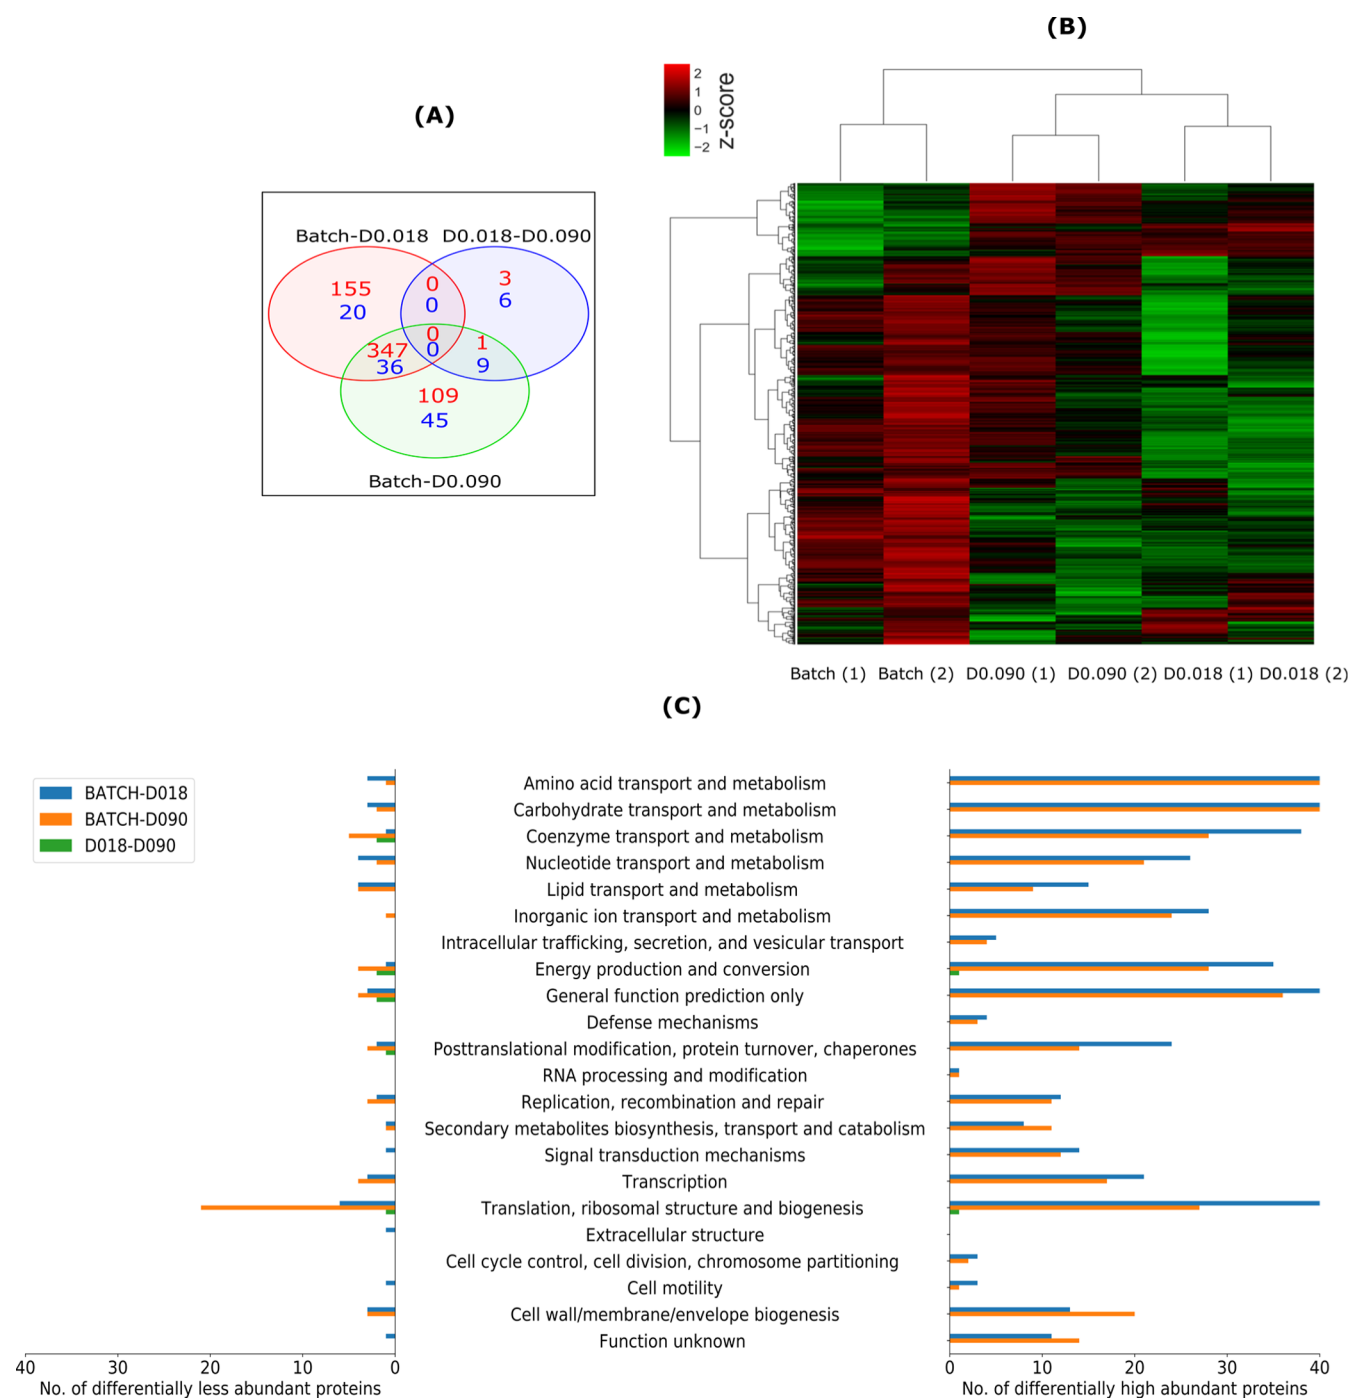 (B)
2
1
0
−1
−2
z-score
(A)
Batch-D0.018 D0.018-D0.090
155
20
0
0
3
6
0
0
347
36
1
9
109
45
Batch-D0.090
Batch (1) Batch (2) D0.090 (1) D0.090 (2) D0.018 (1) D0.018 (2)
(C)
BATCH-D018
BATCH-D090
D018-D090
Amino acid transport and metabolism
Carbohydrate transport and metabolism
Coenzyme transport and metabolism
Nucleotide transport and metabolism
Lipid transport and metabolism
Inorganic ion transport and metabolism
Intracellular trafficking, secretion, and vesicular transport
Energy production and conversion
General function prediction only
Defense mechanisms
Posttranslational modification, protein turnover, chaperones
RNA processing and modification
Replication, recombination and repair
Secondary metabolites biosynthesis, transport and catabolism
Signal transduction mechanisms
Transcription
Translation, ribosomal structure and biogenesis
Extracellular structure
Cell cycle control, cell division, chromosome partitioning
Cell motility
Cell wall/membrane/envelope biogenesis
Function unknown
40 30 20 10 0
No. of differentially less abundant proteins
0 10 20 30 40
No. of differentially high abundant proteins